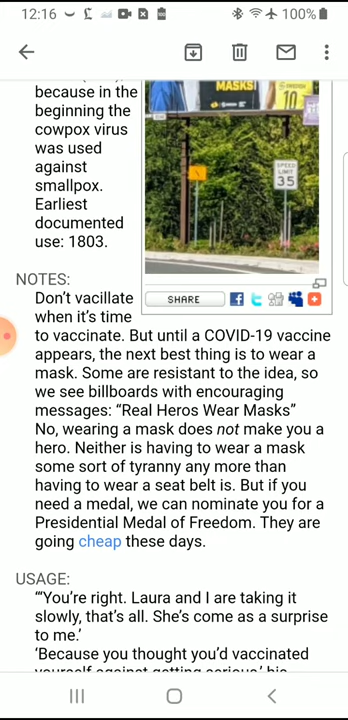 12:16
100%
MASKS!
10
because in the
beginning the
cowpox virus
was used
against
smallpox.
Earliest
documented
use: 1803.
SPEED
LIMIT
35
NOTES:
Don't vacillate
when it's time
SHARE
to vaccinate. But until a COVID-19 vaccine
appears, the next best thing is to wear a
mask. Some are resistant to the idea, so
we see billboards with encouraging
messages: “Real Heros Wear Masks”
No, wearing a mask does not make you a
hero. Neither is having to wear a mask
some sort of tyranny any more than
having to wear a seat belt is. But if you
need a medal, we can nominate you for a
Presidential Medal of Freedom. They are
going cheap these days.
USAGE:
“‘You’re right. Laura and I are taking it
slowly, that’s all. She’s come as a surprise
to me.’
‘Because you thought you’d vaccinated
yourself against getting serious,’ his